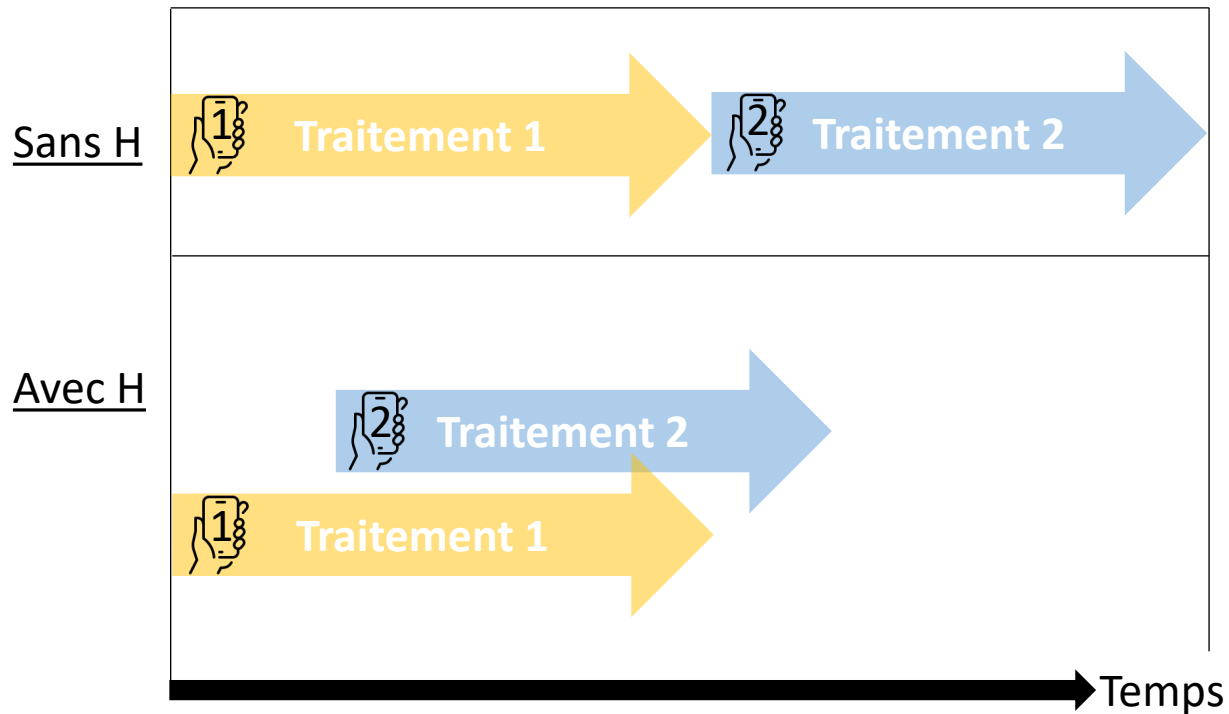 Sans H
1
Traitement 1
2
Traitement 2
Avec H
2
Traitement 2
1
Traitement 1
Temps